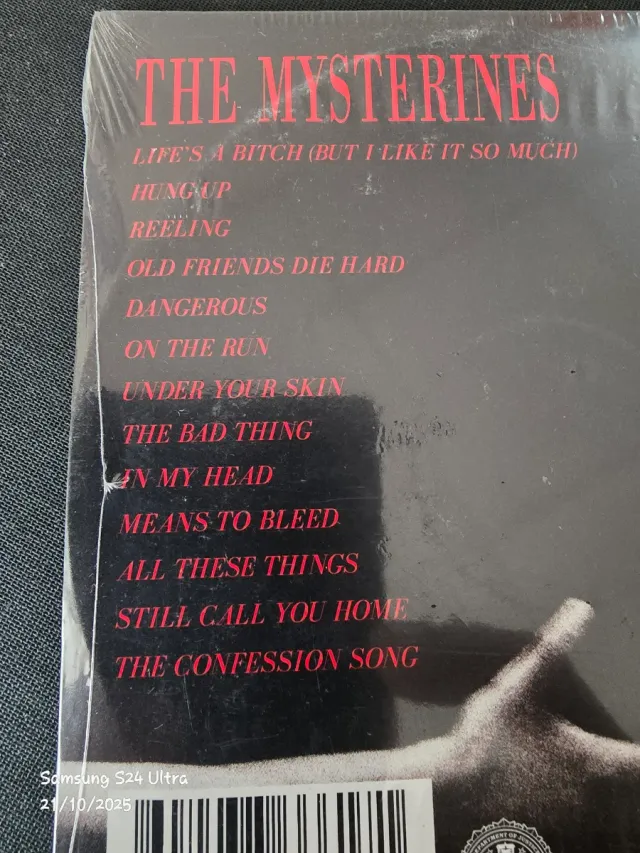 THE MYSTERINES
LIFE'S A BITCH (BUT I LIKE IT SO MUCH)
HUNG UP
REELING
OLD FRIENDS DIE HARD
DANGEROUS
ON THE RUN
UNDER YOUR SKIN
THE BAD THING
IN MY HEAD
MEANS TO BLEED
ALL THESE THINGS
STILL CALL YOU HOME
THE CONFESSION SONG
Samsung S24 Ultra
21/10/2025